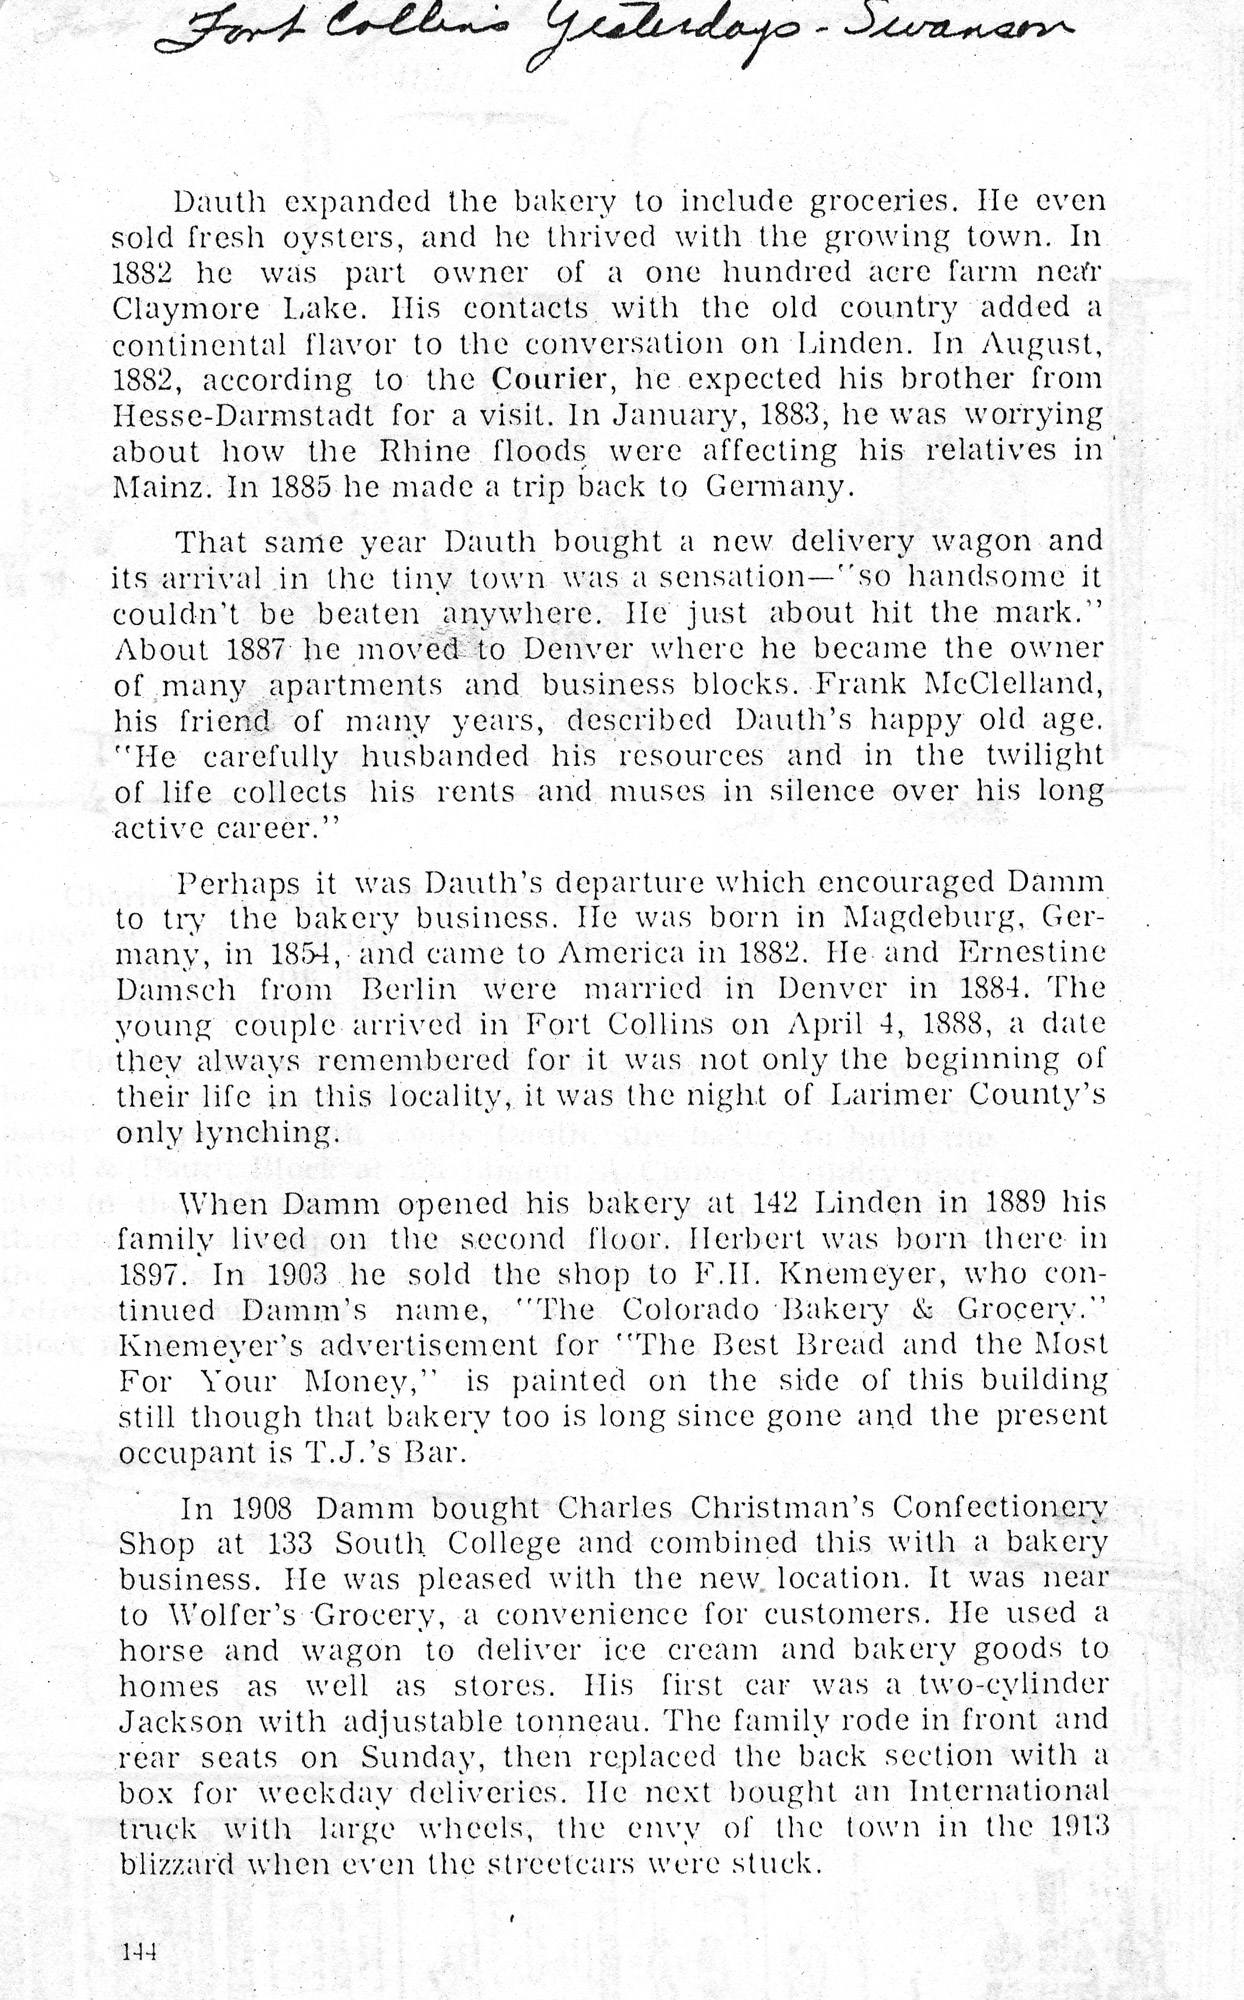 Fort Collins Yesterdays - Swanson
Dauth expanded the bakery to include groceries. He even
sold fresh oysters, and he thrived with the growing town. In
1882 he was part owner of a one hundred acre farm near
Claymore Lake. His contacts with the old country added a
continental flavor to the conversation on Linden. In August,
1882, according to the Courier, he expected his brother from
Hesse-Darmstadt for a visit. In January, 1883, he was worrying
about how the Rhine floods were affecting his relatives in
Mainz. In 1885 he made a trip back to Germany.
That same year Dauth bought a new delivery wagon and
its arrival in the tiny town was a sensation—"so handsome it
couldn't be beaten anywhere. He just about hit the mark."
About 1887 he moved to Denver where he became the owner
of many apartments and business blocks. Frank McClelland,
his friend of many years, described Dauth's happy old age.
"He carefully husbanded his resources and in the twilight
of life collects his rents and muses in silence over his long
active career."
Perhaps it was Dauth's departure which encouraged Damm
to try the bakery business. He was born in Magdeburg, Ger-
many, in 1854, and came to America in 1882. He and Ernestine
Damsch from Berlin were married in Denver in 1884. The
young couple arrived in Fort Collins on April 4, 1888, a date
they always remembered for it was not only the beginning of
their life in this locality, it was the night of Larimer County's
only lynching.
When Damm opened his bakery at 142 Linden in 1889 his
family lived on the second floor. Herbert was born there in
1897. In 1903 he sold the shop to F.H. Knemeyer, who con-
tinued Damm's name, "The Colorado Bakery & Grocery."
Knemeyer's advertisement for "The Best Bread and the Most
For Your Money," is painted on the side of this building
still though that bakery too is long since gone and the present
occupant is T.J.'s Bar.
In 1908 Damm bought Charles Christman's Confectionery
Shop at 133 South College and combined this with a bakery
business. He was pleased with the new location. It was near
to Wolfer's Grocery, a convenience for customers. He used a
horse and wagon to deliver ice cream and bakery goods to
homes as well as stores. His first car was a two-cylinder
Jackson with adjustable tonneau. The family rode in front and
rear seats on Sunday, then replaced the back section with a
box for weekday deliveries. He next bought an International
truck with large wheels, the envy of the town in the 1913
blizzard when even the streetcars were stuck.
144